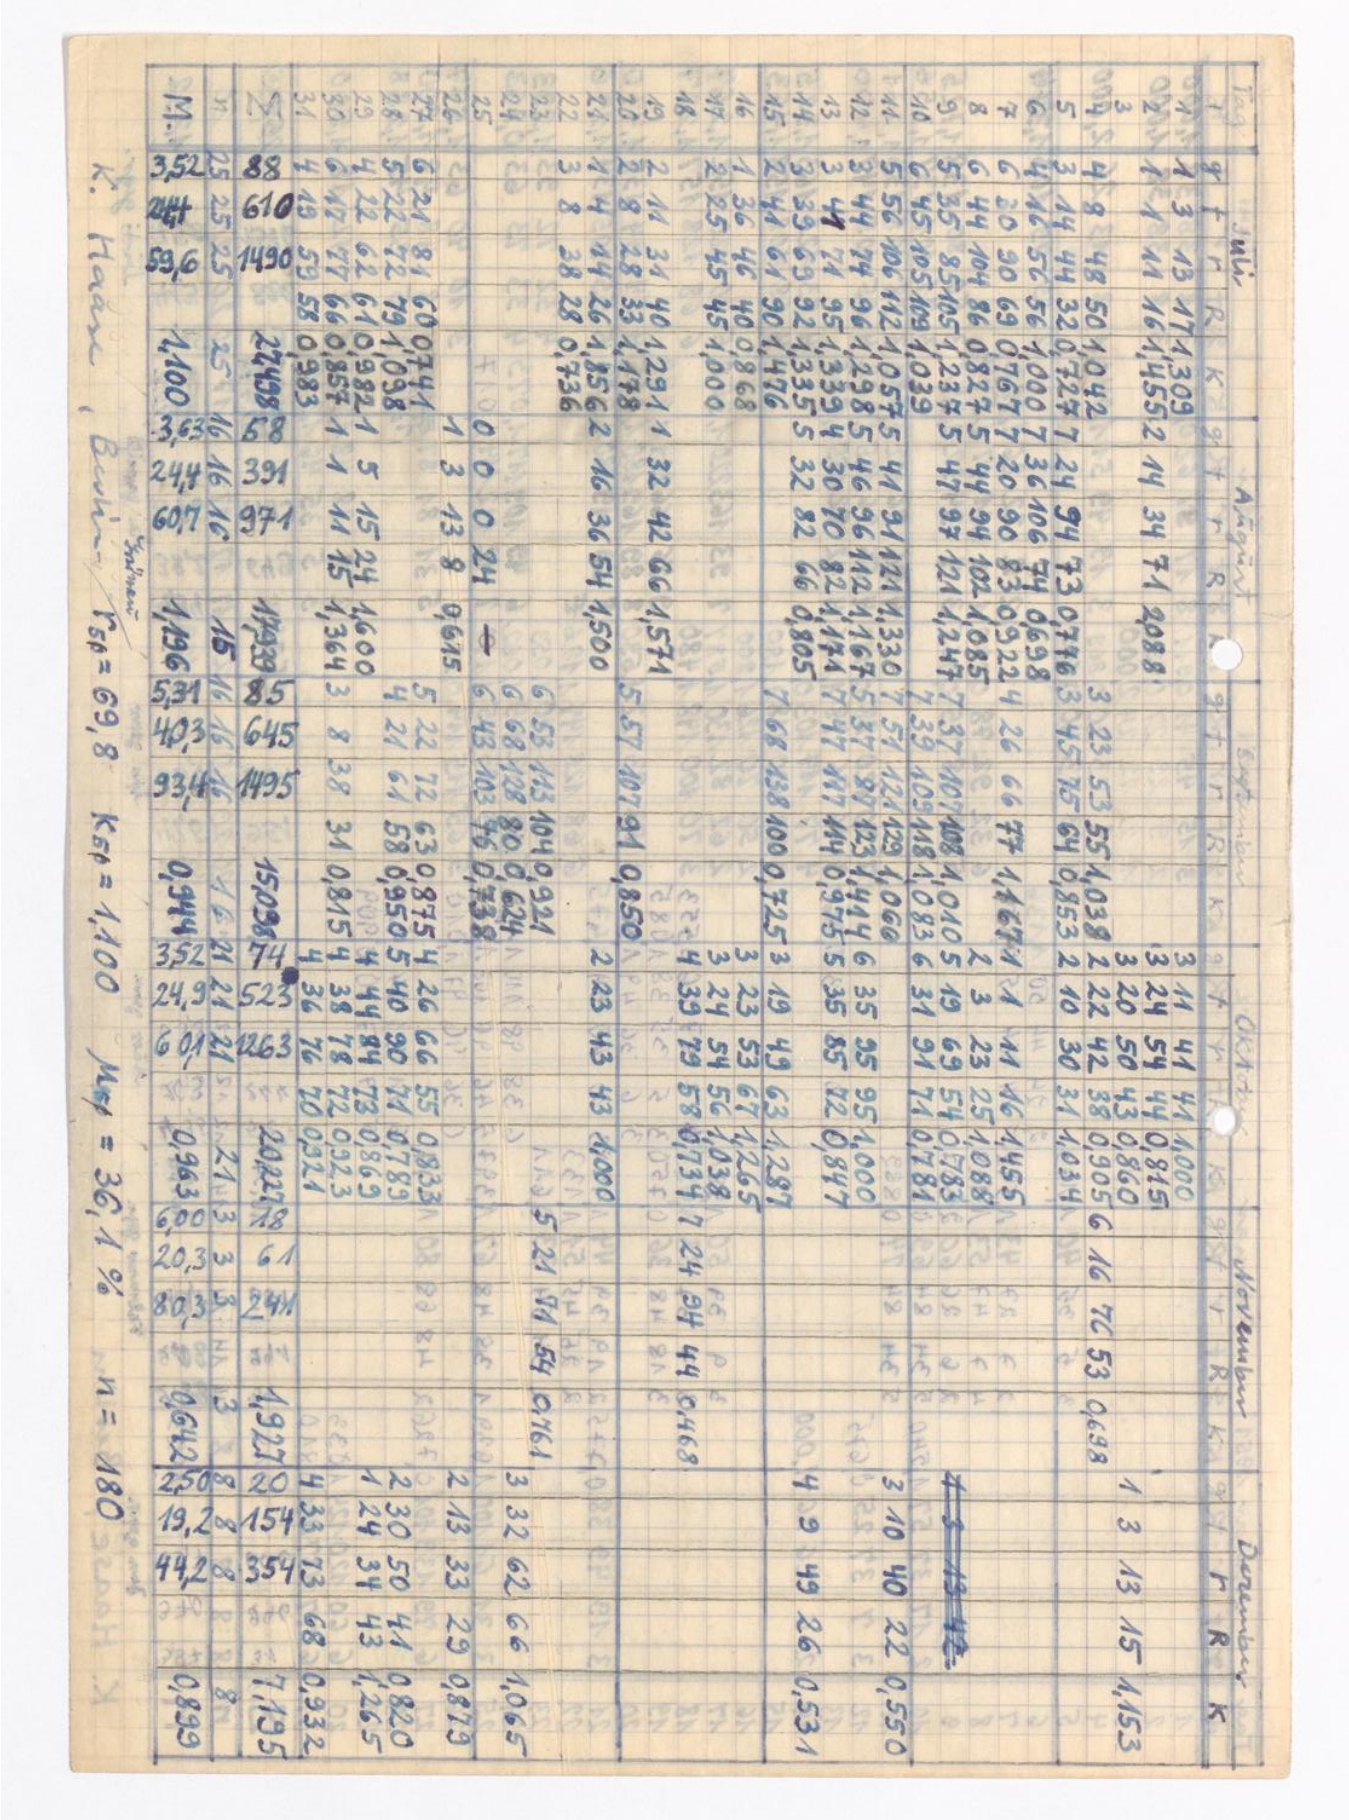 Tag Juli August September Oktober November Dezember
g f r R K g f r R K g f r R K g f r R K g f r R K g f r R K
1 1 3 13 17 1,309 3 11 41 41 1,000
2 1 1 11 16 1,455 2 14 34 71 2,088 3 24 54 44 0,815
3 3 20 50 43 0,860 1 3 13 15 1,153
4 4 8 48 50 1,042 3 23 53 55 1,038 2 22 42 38 0,905 6 16 76 53 0,698
5 3 14 44 32 0,727 7 24 94 73 0,776 3 45 75 64 0,853 2 10 30 31 1,034
6 4 16 56 56 1,000 7 36 106 74 0,698
7 6 30 90 69 0,767 7 20 90 83 0,922 4 26 66 77 1,167 1 1 11 16 1,455
8 6 44 104 86 0,827 5 44 94 102 1,085 2 3 23 25 1,088
9 5 35 85 105 1,237 5 47 97 121 1,247 7 37 107 108 1,010 5 19 69 54 0,783 1 3 13 42
10 6 45 105 109 1,039 7 39 109 118 1,083 6 31 91 71 0,781
11 5 56 106 112 1,057 5 41 91 121 1,330 7 51 121 129 1,066 3 10 40 22 0,550
12 3 44 74 96 1,298 5 46 96 112 1,167 5 37 87 123 1,414 6 35 95 95 1,000
13 3 41 71 95 1,339 4 30 70 82 1,171 7 47 117 114 0,975 5 35 85 72 0,847
14 3 39 69 92 1,335 5 32 82 66 0,805 4 9 49 26 0,531
15 2 41 61 90 1,476 7 68 138 100 0,725 3 19 49 63 1,287
16 1 36 46 40 0,868 3 23 53 67 1,265
17 2 25 45 45 1,000 3 24 54 56 1,038
18 4 39 79 58 0,734 7 24 94 44 0,468
19 2 11 31 40 1,291 1 32 42 66 1,571
20 2 8 28 33 1,178 5 57 107 91 0,850
21 1 4 14 26 1,856 2 16 36 54 1,500 2 23 43 43 1,000
22 3 8 38 28 0,736
23 6 53 113 104 0,921 5 21 71 54 0,761
24 6 68 128 80 0,624 3 32 62 66 1,065
25 0 0 0 24 – 6 43 103 76 0,738
26 1 3 13 8 0,615 2 13 33 29 0,879
27 6 21 81 60 0,741 5 22 72 63 0,875 4 26 66 55 0,833
28 5 22 72 79 1,098 4 21 61 58 0,950 5 40 90 71 0,789 2 30 50 41 0,820
29 4 22 62 61 0,982 1 5 15 24 1,600 4 44 84 73 0,869 1 24 34 43 1,265
30 6 17 77 66 0,857 1 1 11 15 1,364 3 8 38 31 0,815 4 38 78 72 0,923
31 4 19 59 58 0,983 4 36 76 70 0,921 4 33 73 68 0,932
Σ 88 610 1490 27,498 58 391 971 17,939 85 645 1495 15,098 74 523 1263 20,227 18 61 241 1,927 20 154 354 7,195
n 25 25 25 25 16 16 16 15 16 16 16 16 21 21 21 21 3 3 3 3 8 8 8 8
M. 3,52 24,4 59,6 1,100 3,63 24,4 60,7 1,196 5,31 40,3 93,4 0,944 3,52 24,9 60,1 0,963 6,00 20,3 80,3 0,642 2,50 19,2 44,2 0,899
K. Haase, Berlin / Treptow / r₅₀ = 69,8 K₅₀ = 1,100 M₅₀ = 36,1 % n = 180